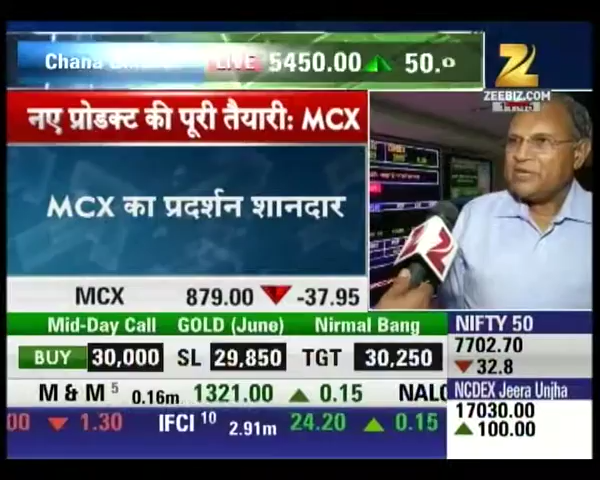 Chana
LIVE 5450.00 50.0
Z
ZEEBIZ.COM
नए प्रोडक्ट की पूरी तैयारी: MCX
MCX का प्रदर्शन शानदार
MCX 879.00 -37.95
Mid-Day Call GOLD (June) Nirmal Bang
BUY 30,000 SL 29,850 TGT 30,250
NIFTY 50
7702.70
32.8
M & M 5 0.16m 1321.00 0.15 NAL
NCDEX Jeera Unjha
17030.00
100.00
00 1.30 IFCI 10 2.91m 24.20 0.15